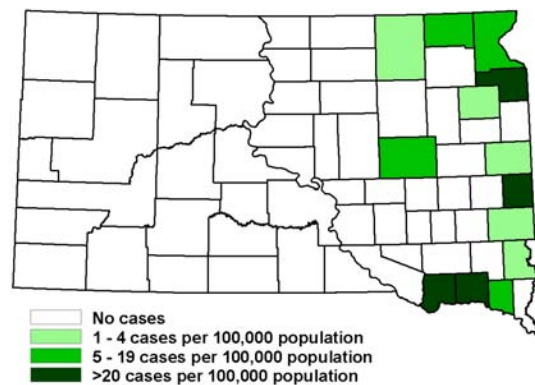 No cases
1 - 4 cases per 100,000 population
5 - 19 cases per 100,000 population
>20 cases per 100,000 population